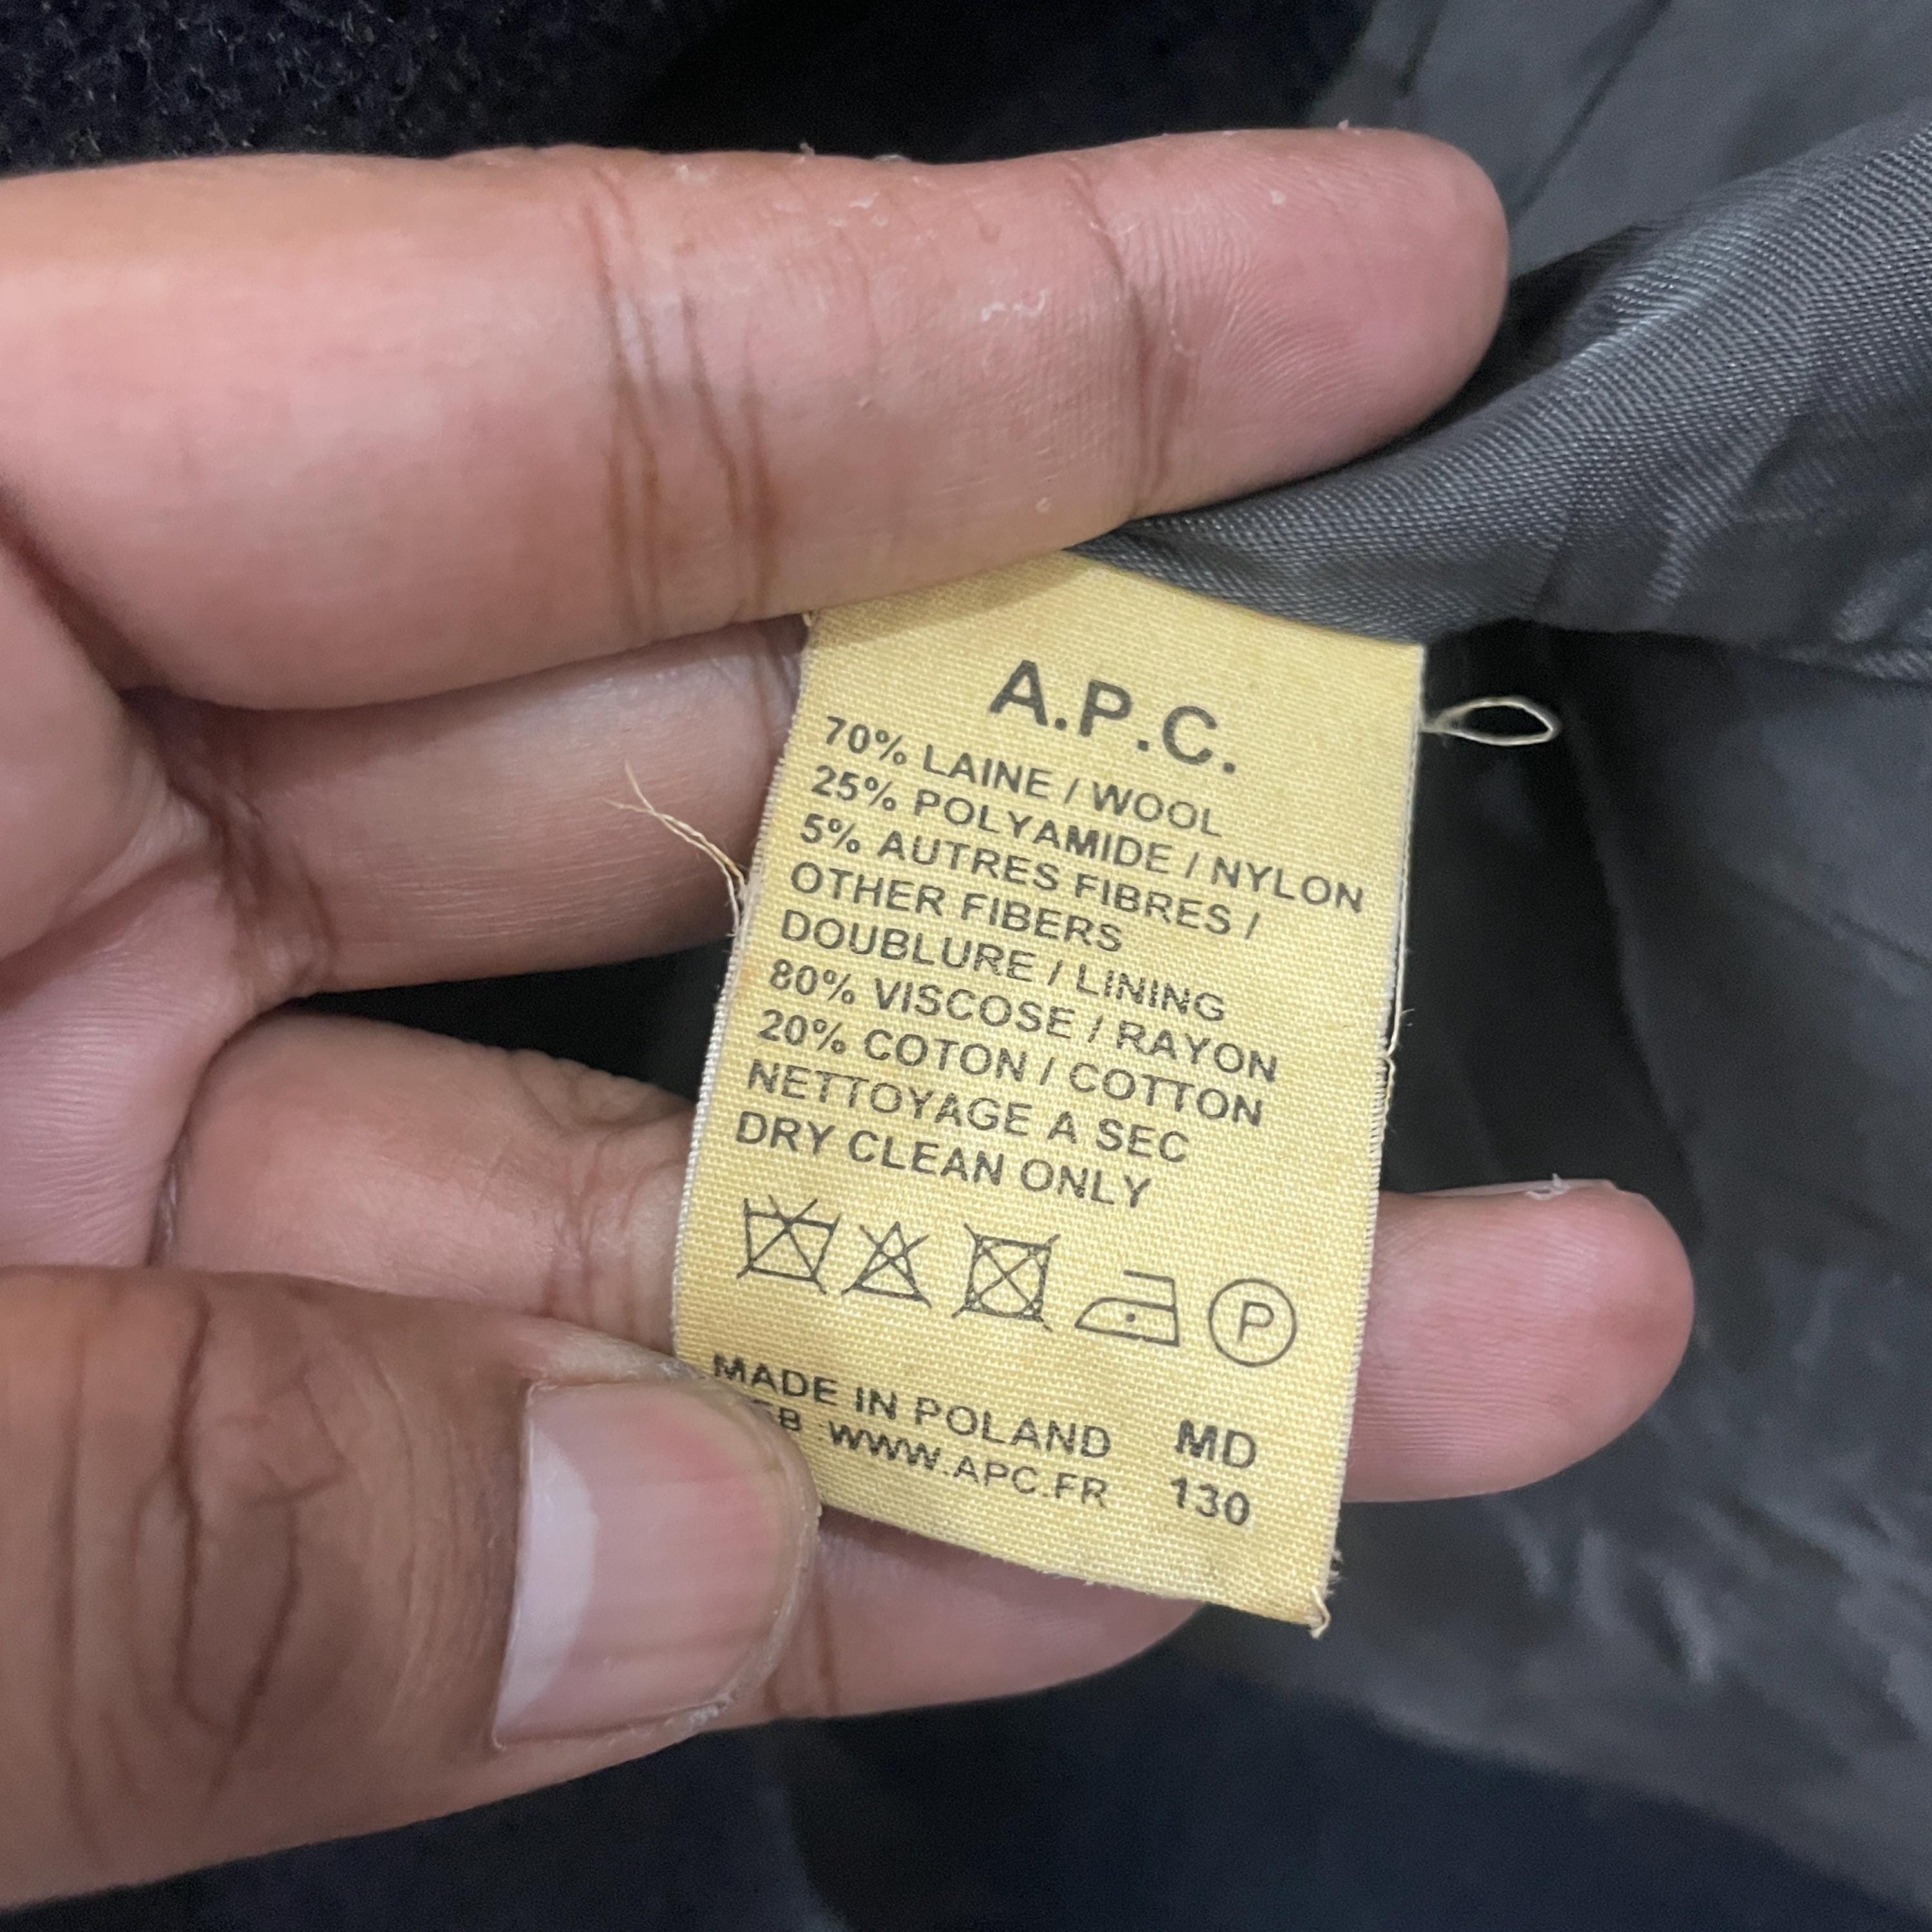 A.P.C.
70% LAINE / WOOL
25% POLYAMIDE / NYLON
5% AUTRES FIBRES /
OTHER FIBERS
DOUBLURE / LINING
80% VISCOSE / RAYON
20% COTON / COTTON
NETTOYAGE A SEC
DRY CLEAN ONLY
P
MADE IN POLAND MD
WWW.APC.FR 130